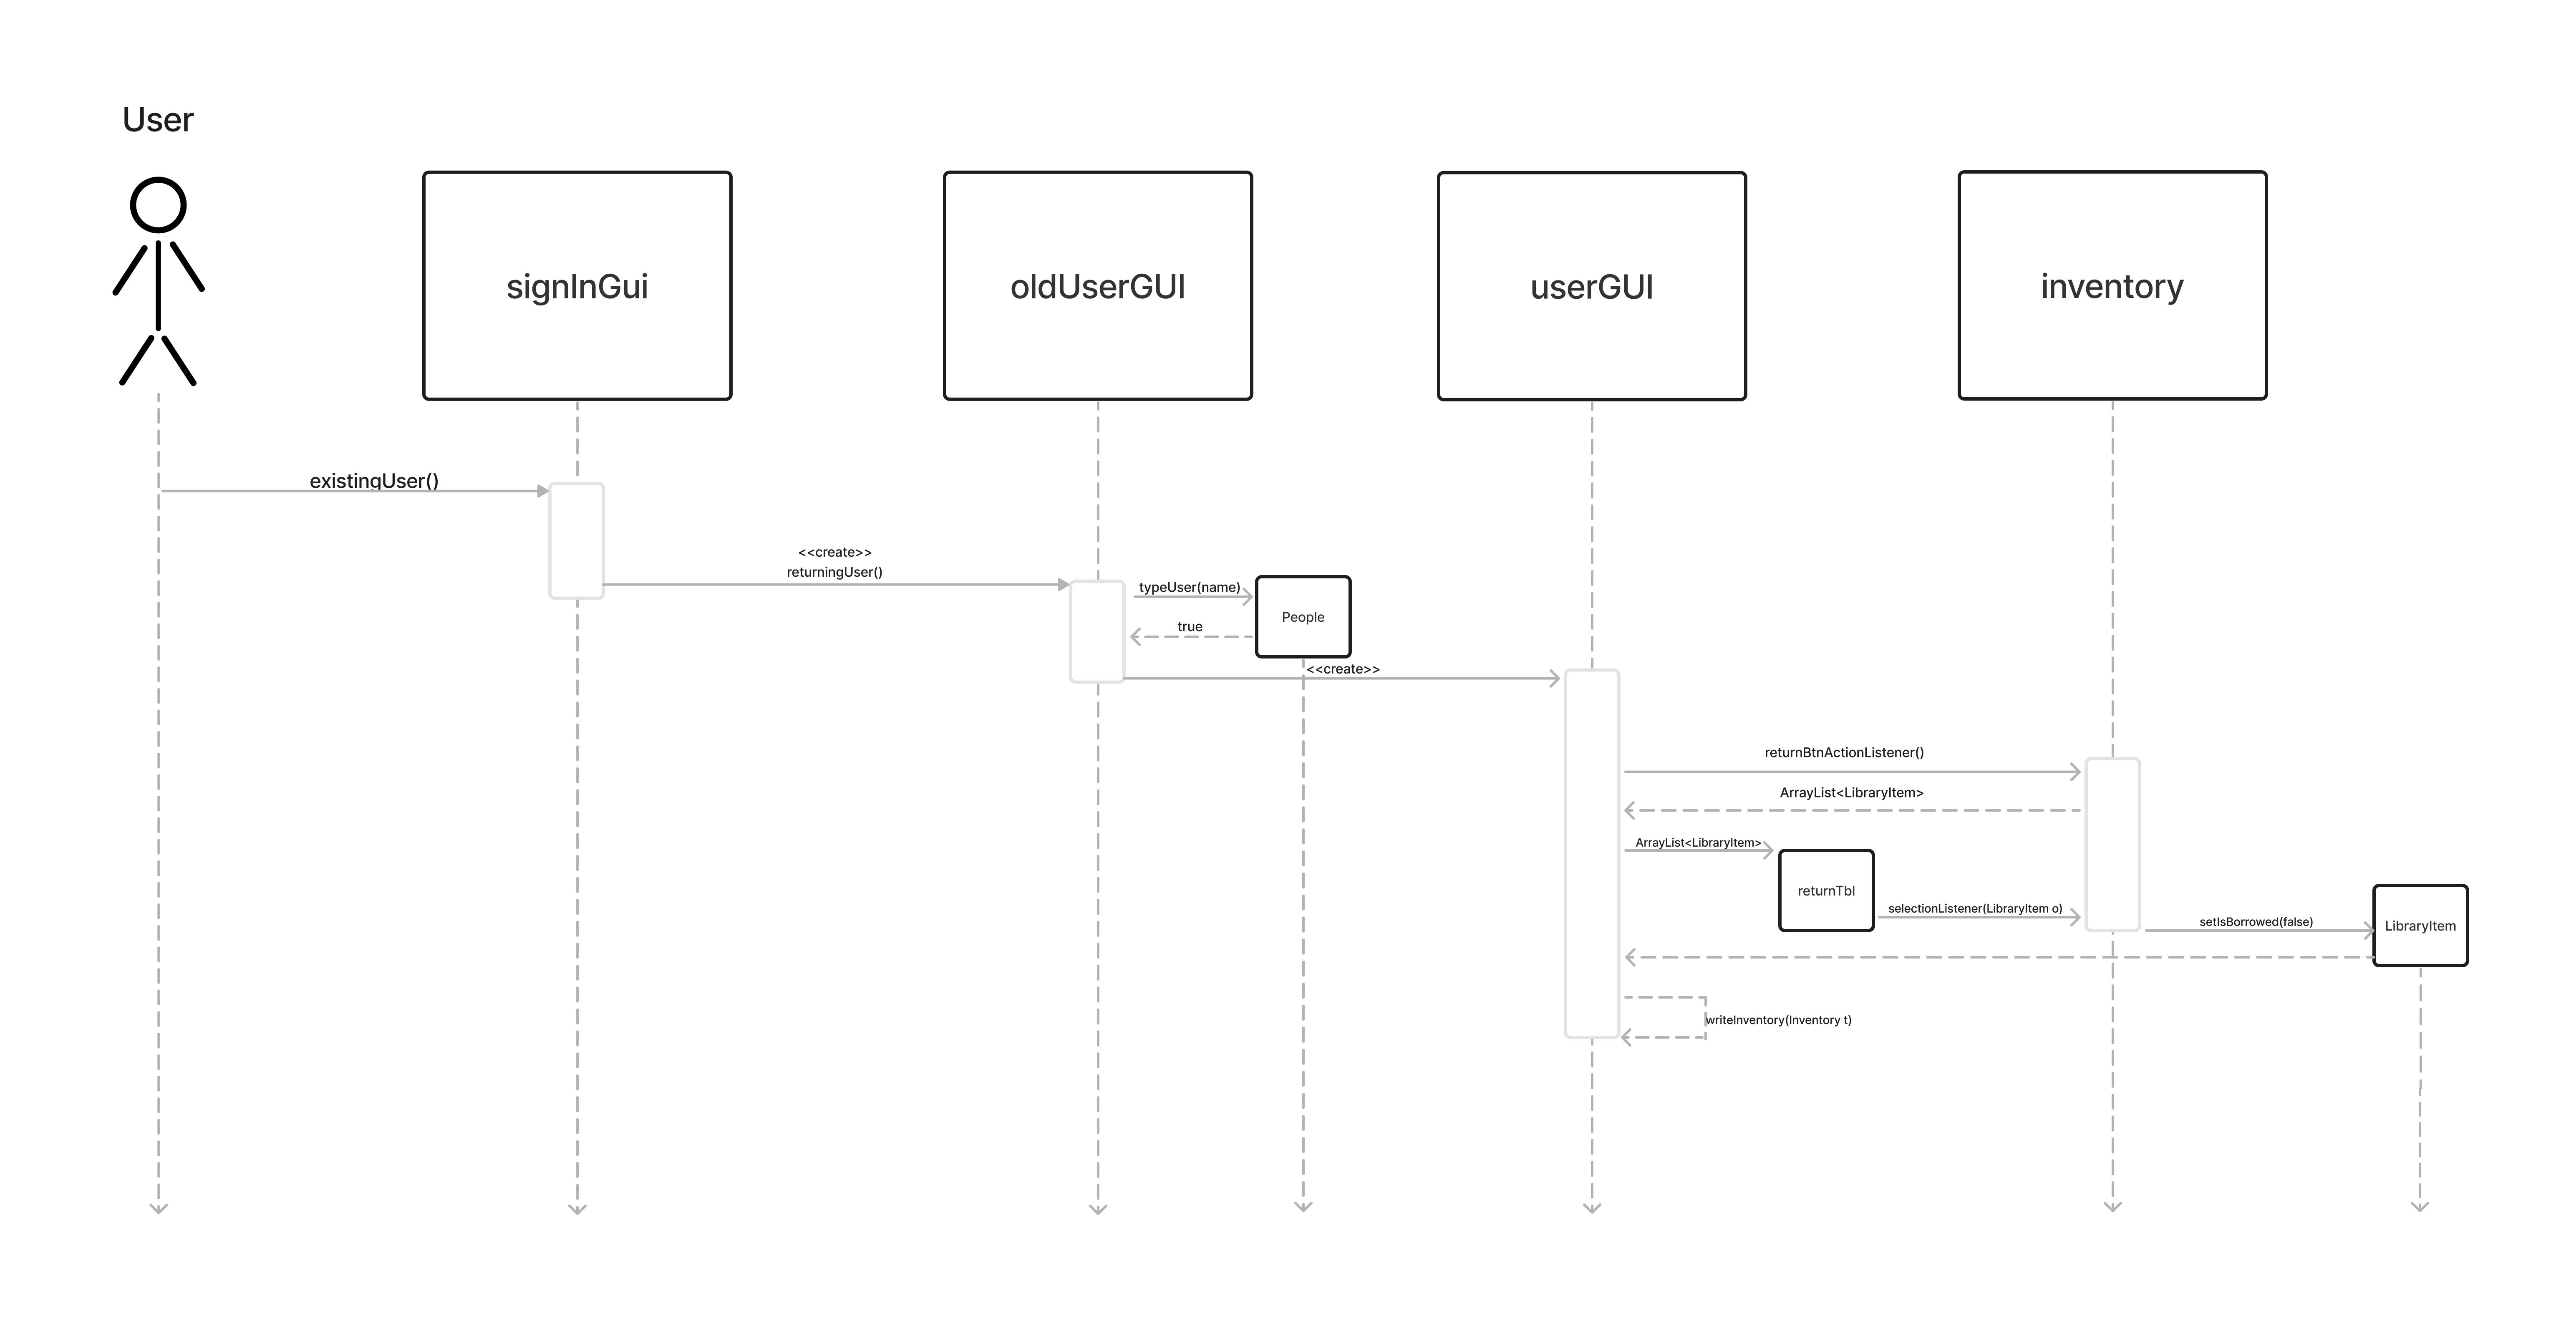 User
signInGui
oldUserGUI
userGUI
inventory
existingUser()
<<create>>
returningUser()
typeUser(name)
People
true
<<create>>
returnBtnActionListener()
ArrayList<LibraryItem>
ArrayList<LibraryItem>
returnTbl
selectionListener(LibraryItem o)
setIsBorrowed(false)
LibraryItem
writeInventory(Inventory t)